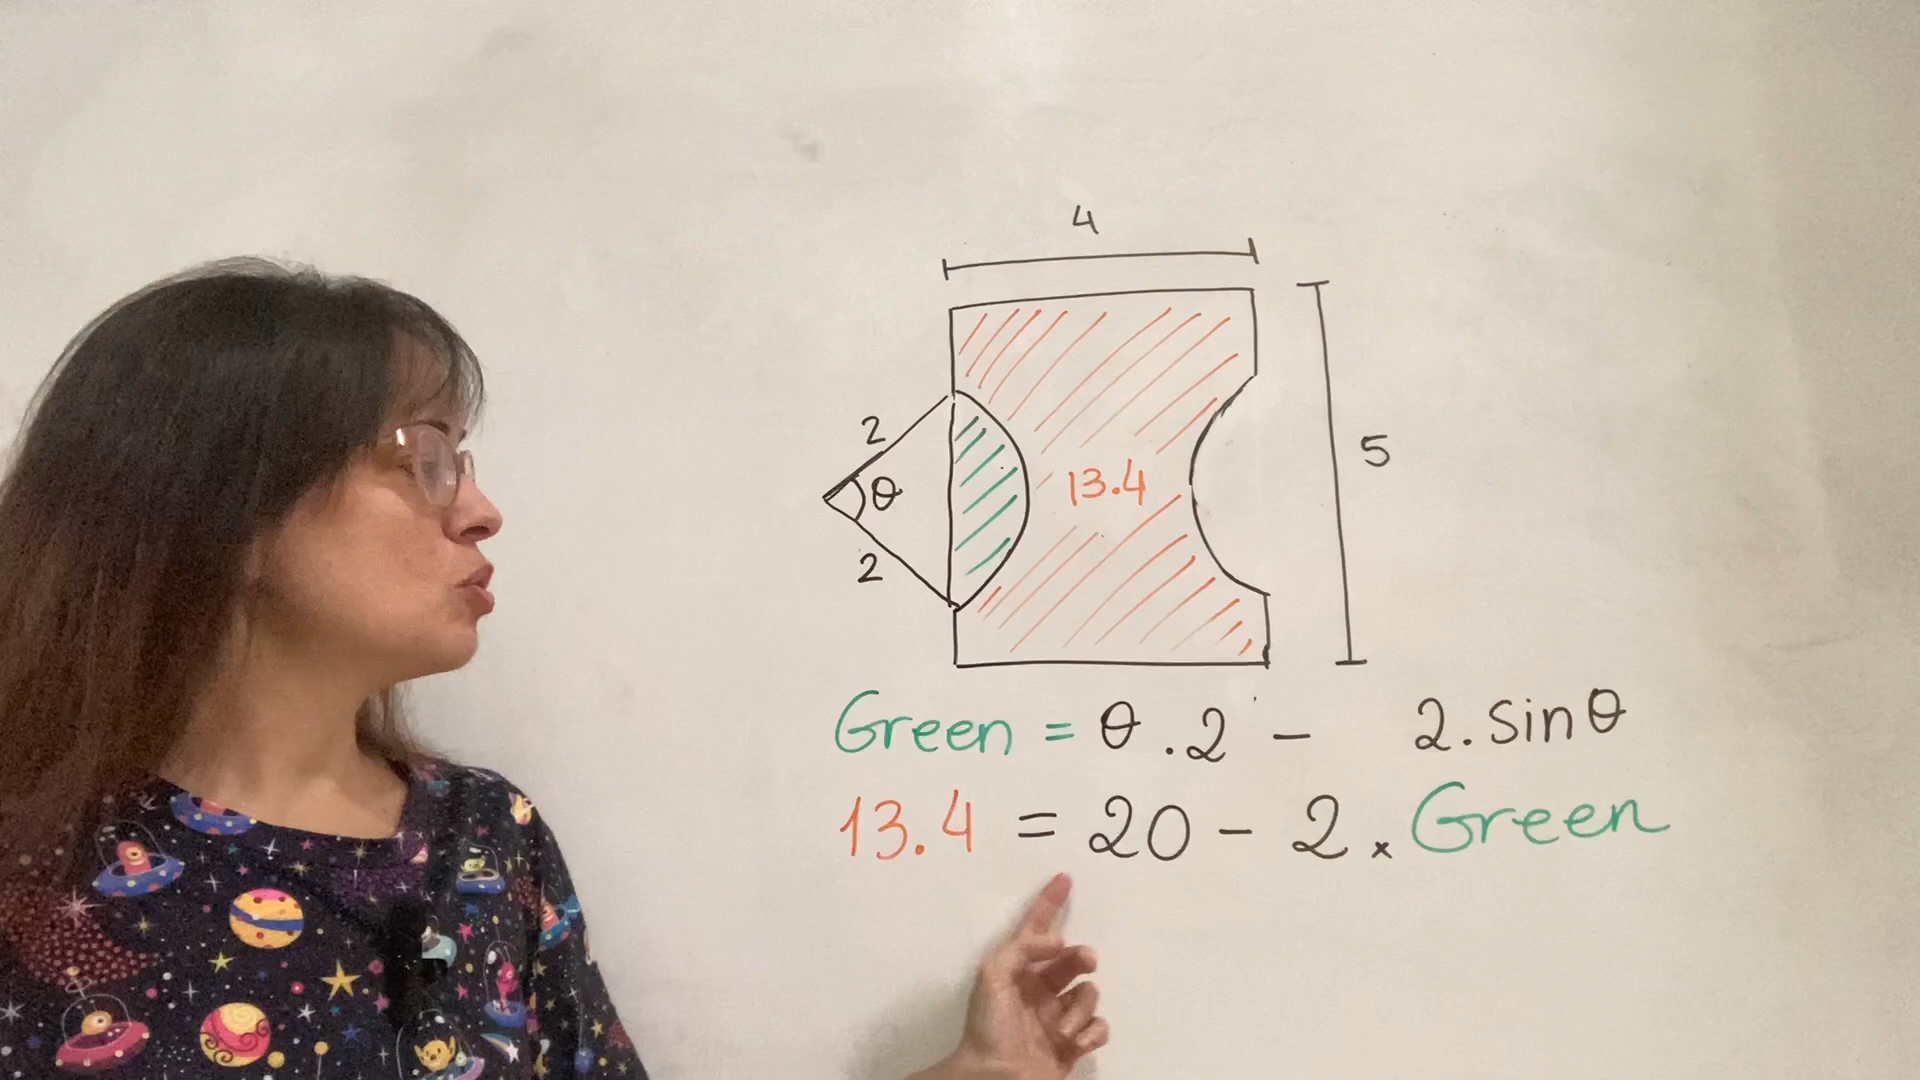 4
2
θ
2
13.4
5
Green = θ . 2 - 2. sin θ
13.4 = 20 - 2 × Green